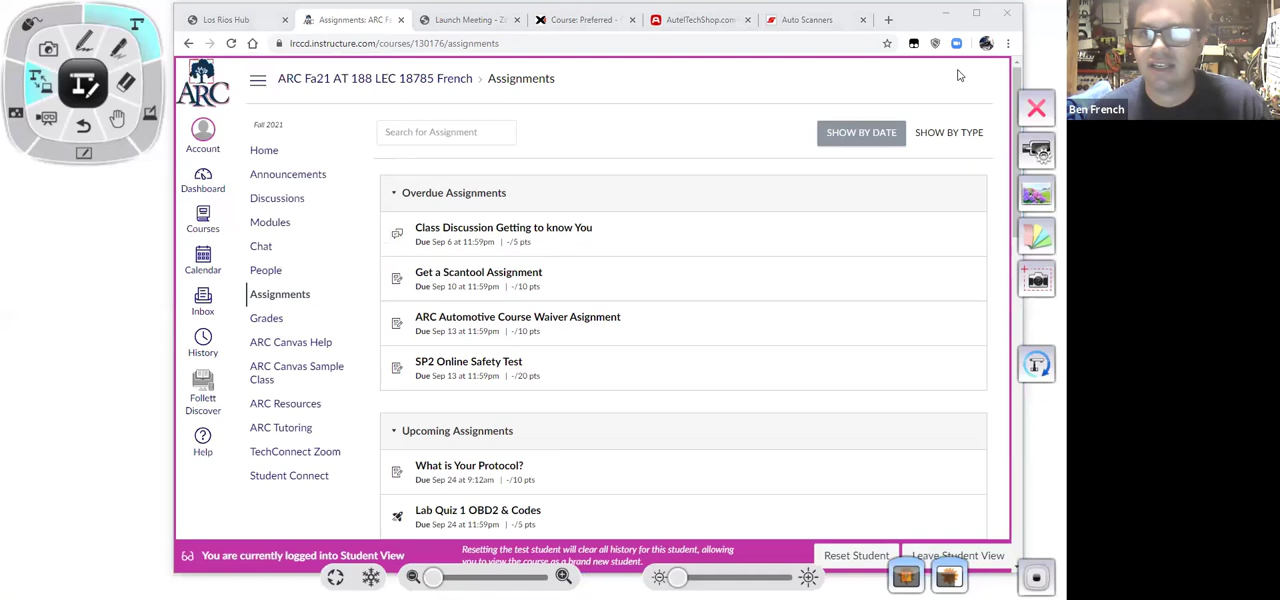 Los Rios Hub
Assignments: ARC Fa
Launch Meeting - Z
Course: Preferred -
AutelTechShop.com
Auto Scanners
lrccd.instructure.com/courses/130176/assignments
ARC
ARC Fa21 AT 188 LEC 18785 French › Assignments
Account
Dashboard
Courses
Calendar
Inbox
History
Follett
Discover
Help
Fall 2021
Home
Announcements
Discussions
Modules
Chat
People
Assignments
Grades
ARC Canvas Help
ARC Canvas Sample
Class
ARC Resources
ARC Tutoring
TechConnect Zoom
Student Connect
Search for Assignment
SHOW BY DATE
SHOW BY TYPE
Overdue Assignments
Class Discussion Getting to know You
Due Sep 6 at 11:59pm | -/5 pts
Get a Scantool Assignment
Due Sep 10 at 11:59pm | -/10 pts
ARC Automotive Course Waiver Asignment
Due Sep 13 at 11:59pm | -/10 pts
SP2 Online Safety Test
Due Sep 13 at 11:59pm | -/20 pts
Upcoming Assignments
What is Your Protocol?
Due Sep 24 at 9:12am | -/10 pts
Lab Quiz 1 OBD2 & Codes
Due Sep 24 at 11:59pm | -/5 pts
You are currently logged into Student View
Resetting the test student will clear all history for this student, allowing
you to view the course as a brand new student.
Reset Student
Leave Student View
Ben French